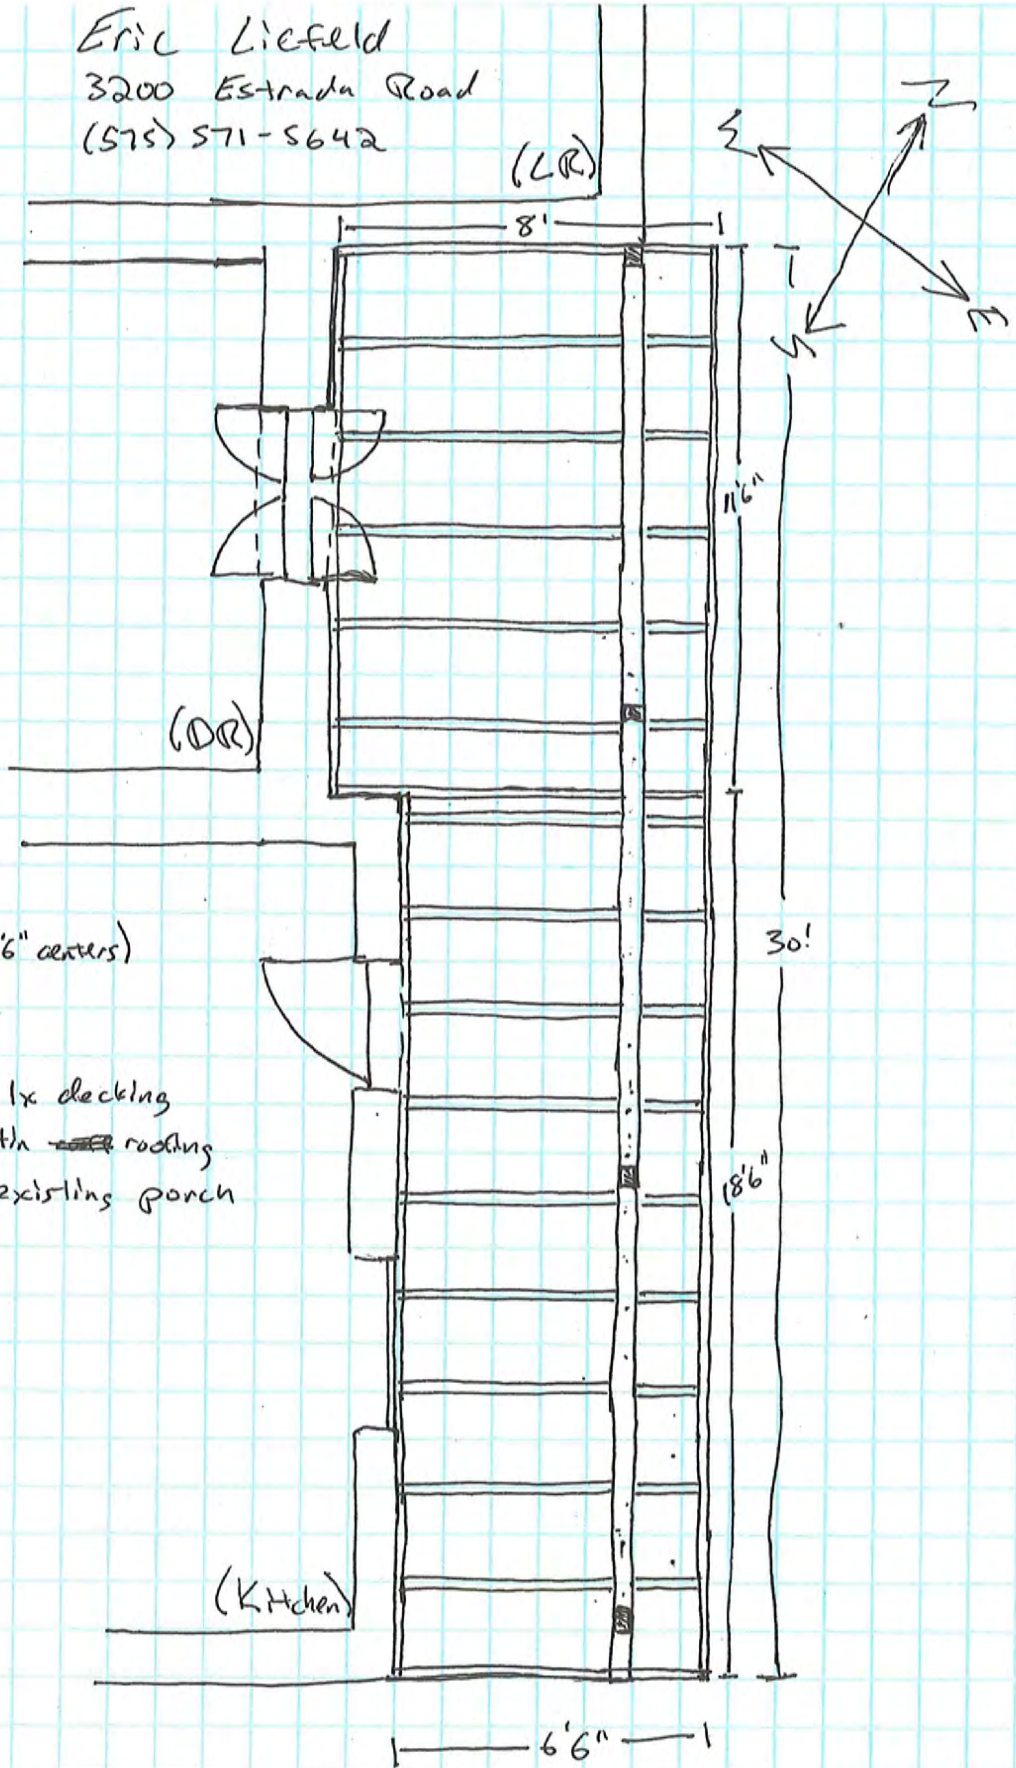 Eric Liefeld
3200 Estrada Road
(575) 571-5642
(LR)
N
W
E
S
8'
11'6"
(DR)
30'
'6" centers)
1x decking
roofing
existing porch
18'6"
(Kitchen)
6'6"